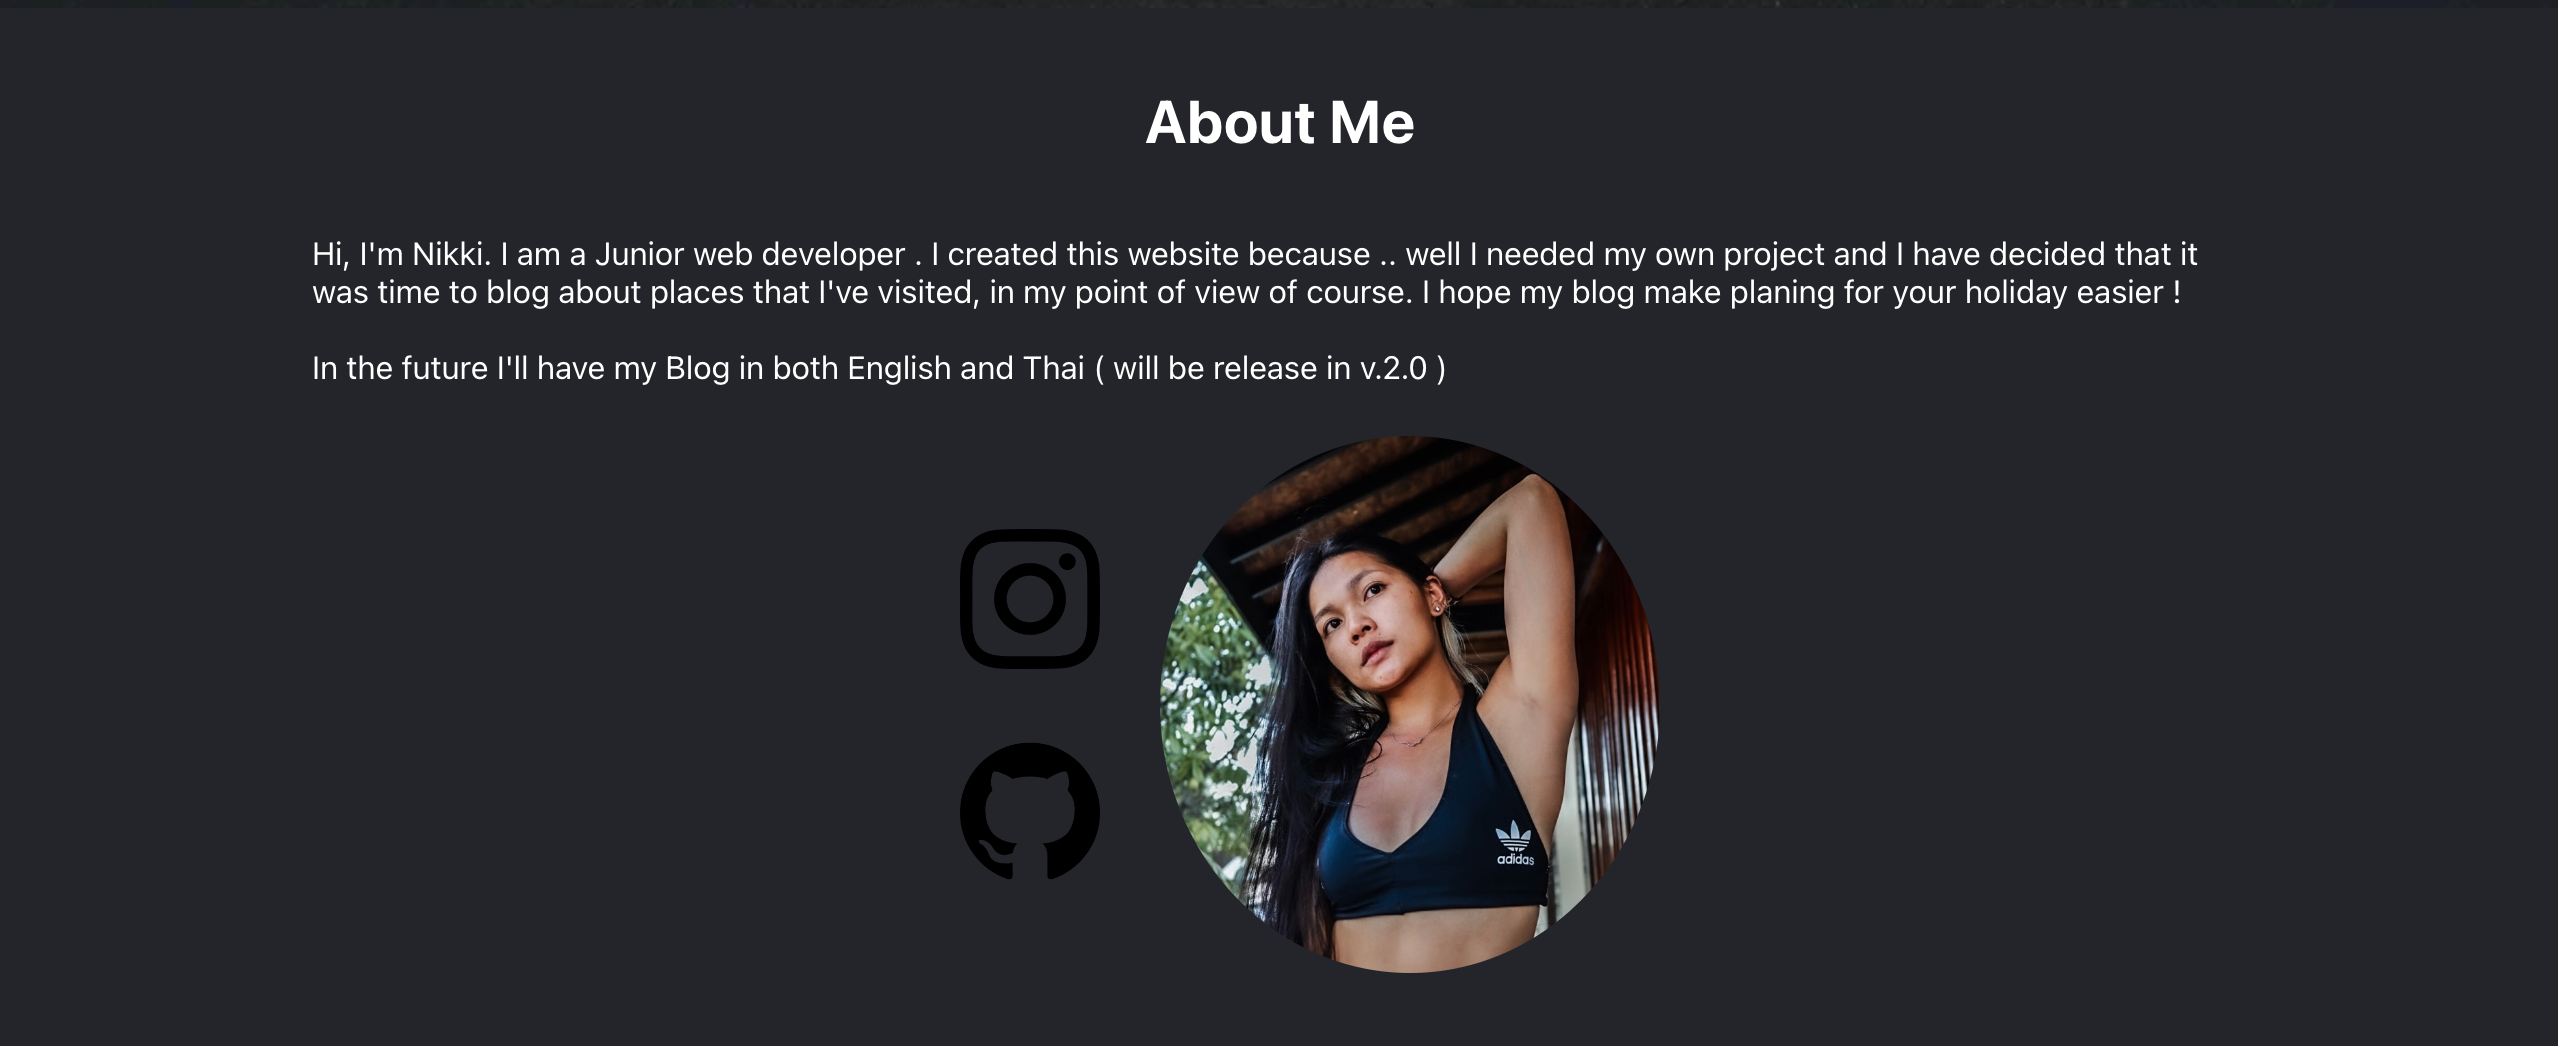 About Me
Hi, I'm Nikki. I am a Junior web developer . I created this website because .. well I needed my own project and I have decided that it
was time to blog about places that I've visited, in my point of view of course. I hope my blog make planing for your holiday easier !
In the future I'll have my Blog in both English and Thai ( will be release in v.2.0 )
adidas